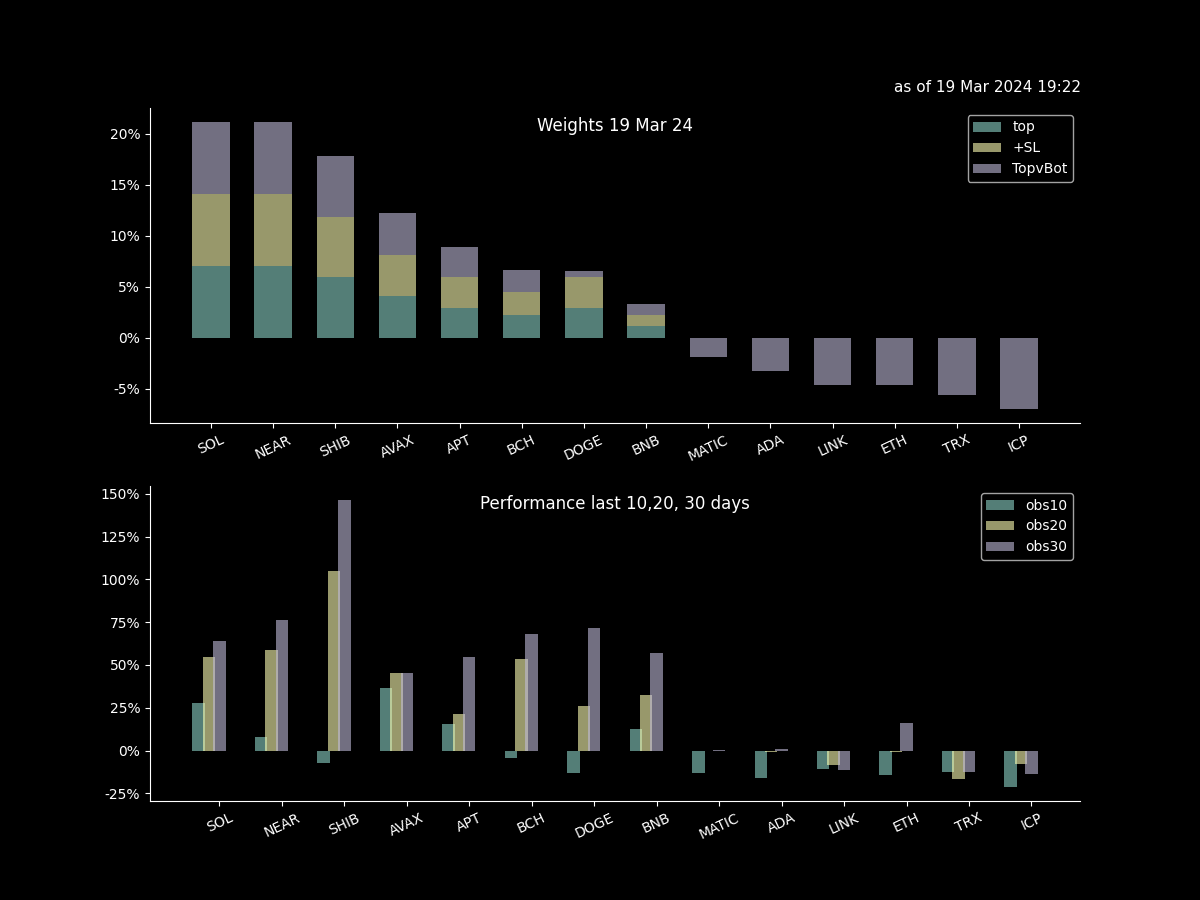 as of 19 Mar 2024 19:22
Weights 19 Mar 24
top
+SL
TopvBot
20%
15%
10%
5%
0%
-5%
SOL NEAR SHIB AVAX APT BCH DOGE BNB MATIC ADA LINK ETH TRX ICP
Performance last 10,20, 30 days
obs10
obs20
obs30
150%
125%
100%
75%
50%
25%
0%
-25%
SOL NEAR SHIB AVAX APT BCH DOGE BNB MATIC ADA LINK ETH TRX ICP